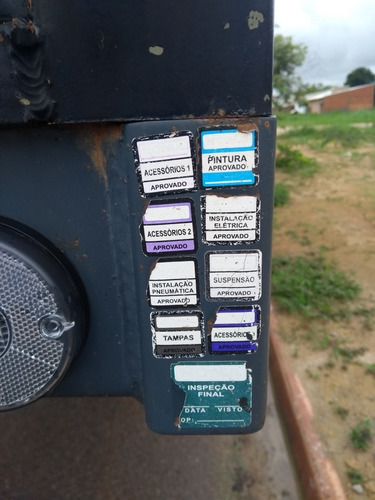 ACESSÓRIOS 1
APROVADO
PINTURA
APROVADO
ACESSÓRIOS 2
APROVADO
INSTALAÇÃO
ELÉTRICA
APROVADO
INSTALAÇÃO
PNEUMÁTICA
APROVADO
SUSPENSÃO
APROVADO
TAMPAS
APROVADO
ACESSÓRIOS
APROVADO
INSPEÇÃO
FINAL
DATA VISTO
OP: